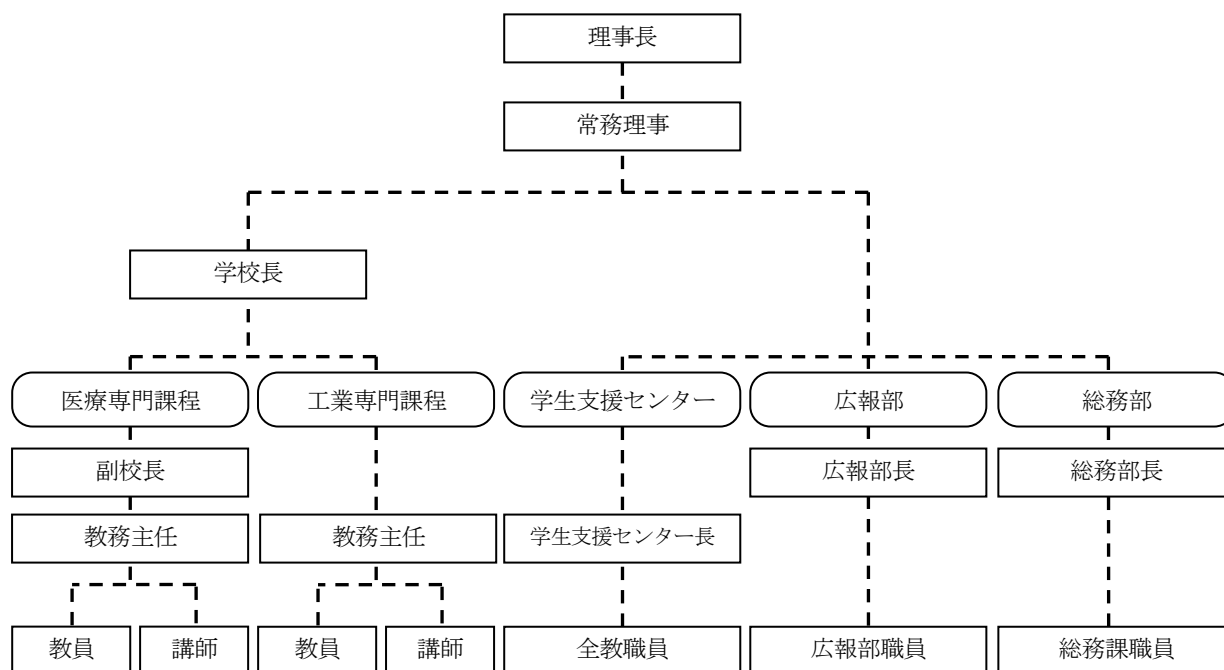 理事長
常務理事
学校長
医療専門課程
工業専門課程
学生支援センター
広報部
総務部
副校長
広報部長
総務部長
教務主任
教務主任
学生支援センター長
教員
講師
教員
講師
全教職員
広報部職員
総務課職員